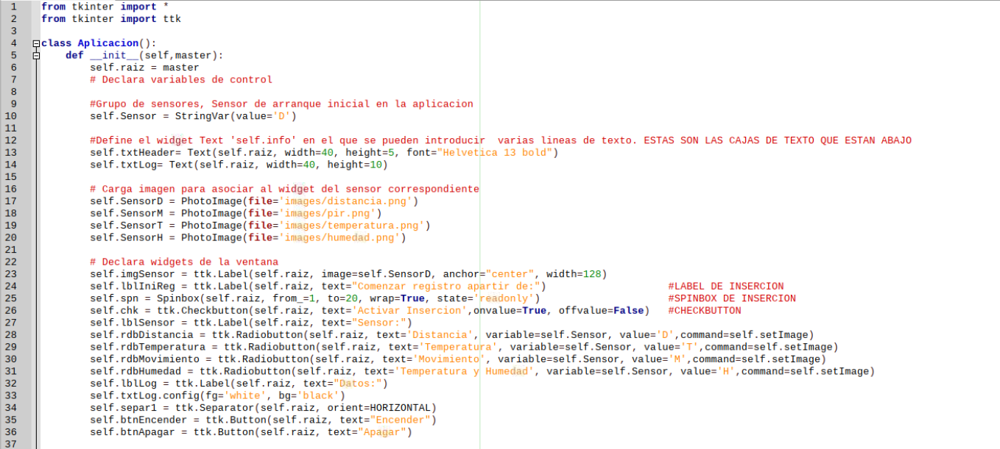 1 from tkinter import *
2 from tkinter import ttk
3
4 class Aplicacion():
5     def __init__(self,master):
6         self.raiz = master
7         # Declara variables de control
8
9         #Grupo de sensores, Sensor de arranque inicial en la aplicacion
10         self.Sensor = StringVar(value='D')
11
12         #Define el widget Text 'self.info' en el que se pueden introducir  varias lineas de texto. ESTAS SON LAS CAJAS DE TEXTO QUE ESTAN ABAJO
13         self.txtHeader= Text(self.raiz, width=40, height=5, font="Helvetica 13 bold")
14         self.txtLog= Text(self.raiz, width=40, height=10)
15
16         # Carga imagen para asociar al widget del sensor correspondiente
17         self.SensorD = PhotoImage(file='images/distancia.png')
18         self.SensorM = PhotoImage(file='images/pir.png')
19         self.SensorT = PhotoImage(file='images/temperatura.png')
20         self.SensorH = PhotoImage(file='images/humedad.png')
21
22         # Declara widgets de la ventana
23         self.imgSensor = ttk.Label(self.raiz, image=self.SensorD, anchor="center", width=128)
24         self.lblIniReg = ttk.Label(self.raiz, text="Comenzar registro apartir de:")                    #LABEL DE INSERCION
25         self.spn = Spinbox(self.raiz, from_=1, to=20, wrap=True, state='readonly')                     #SPINBOX DE INSERCION
26         self.chk = ttk.Checkbutton(self.raiz, text='Activar Insercion',onvalue=True, offvalue=False)   #CHECKBUTTON
27         self.lblSensor = ttk.Label(self.raiz, text="Sensor:")
28         self.rdbDistancia = ttk.Radiobutton(self.raiz, text='Distancia', variable=self.Sensor, value='D',command=self.setImage)
29         self.rdbTemperatura = ttk.Radiobutton(self.raiz, text='Temperatura', variable=self.Sensor, value='T',command=self.setImage)
30         self.rdbMovimiento = ttk.Radiobutton(self.raiz, text='Movimiento', variable=self.Sensor, value='M',command=self.setImage)
31         self.rdbHumedad = ttk.Radiobutton(self.raiz, text='Temperatura y Humedad', variable=self.Sensor, value='H',command=self.setImage)
32         self.lblLog = ttk.Label(self.raiz, text="Datos:")
33         self.txtLog.config(fg='white', bg='black')
34         self.separ1 = ttk.Separator(self.raiz, orient=HORIZONTAL)
35         self.btnEncender = ttk.Button(self.raiz, text="Encender")
36         self.btnApagar = ttk.Button(self.raiz, text="Apagar")
37